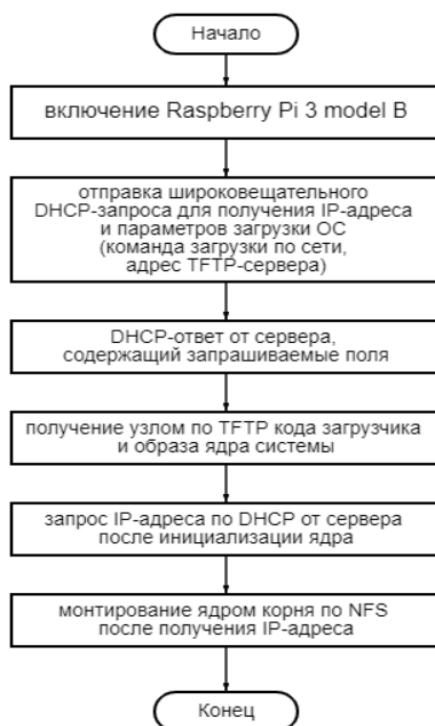 Начало
включение Raspberry Pi 3 model B
отправка широковещательного
DHCP-запроса для получения IP-адреса
и параметров загрузки ОС
(команда загрузки по сети,
адрес TFTP-сервера)
DHCP-ответ от сервера,
содержащий запрашиваемые поля
получение узлом по TFTP кода загрузчика
и образа ядра системы
запрос IP-адреса по DHCP от сервера
после инициализации ядра
монтирование ядром корня по NFS
после получения IP-адреса
Конец